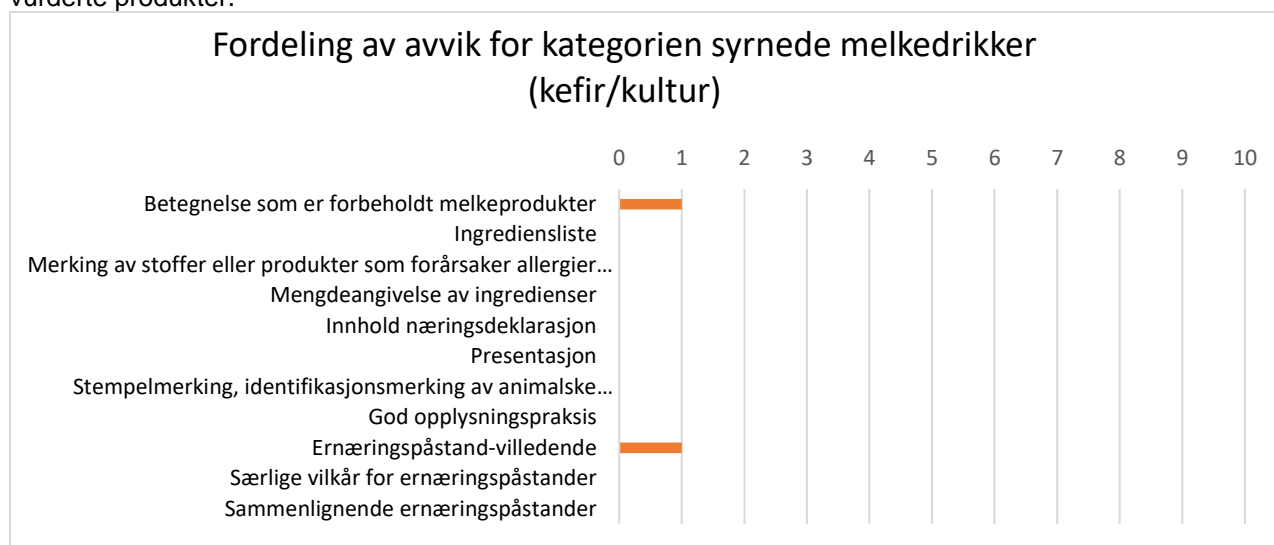 vurderte produkter.
Fordeling av avvik for kategorien syrnede melkedrikker
(kefir/kultur)
0 1 2 3 4 5 6 7 8 9 10
Betegnelse som er forbeholdt melkeprodukter
Ingrediensliste
Merking av stoffer eller produkter som forårsaker allergier…
Mengdeangivelse av ingredienser
Innhold næringsdeklarasjon
Presentasjon
Stempelmerking, identifikasjonsmerking av animalske…
God opplysningspraksis
Ernæringspåstand-villedende
Særlige vilkår for ernæringspåstander
Sammenlignende ernæringspåstander